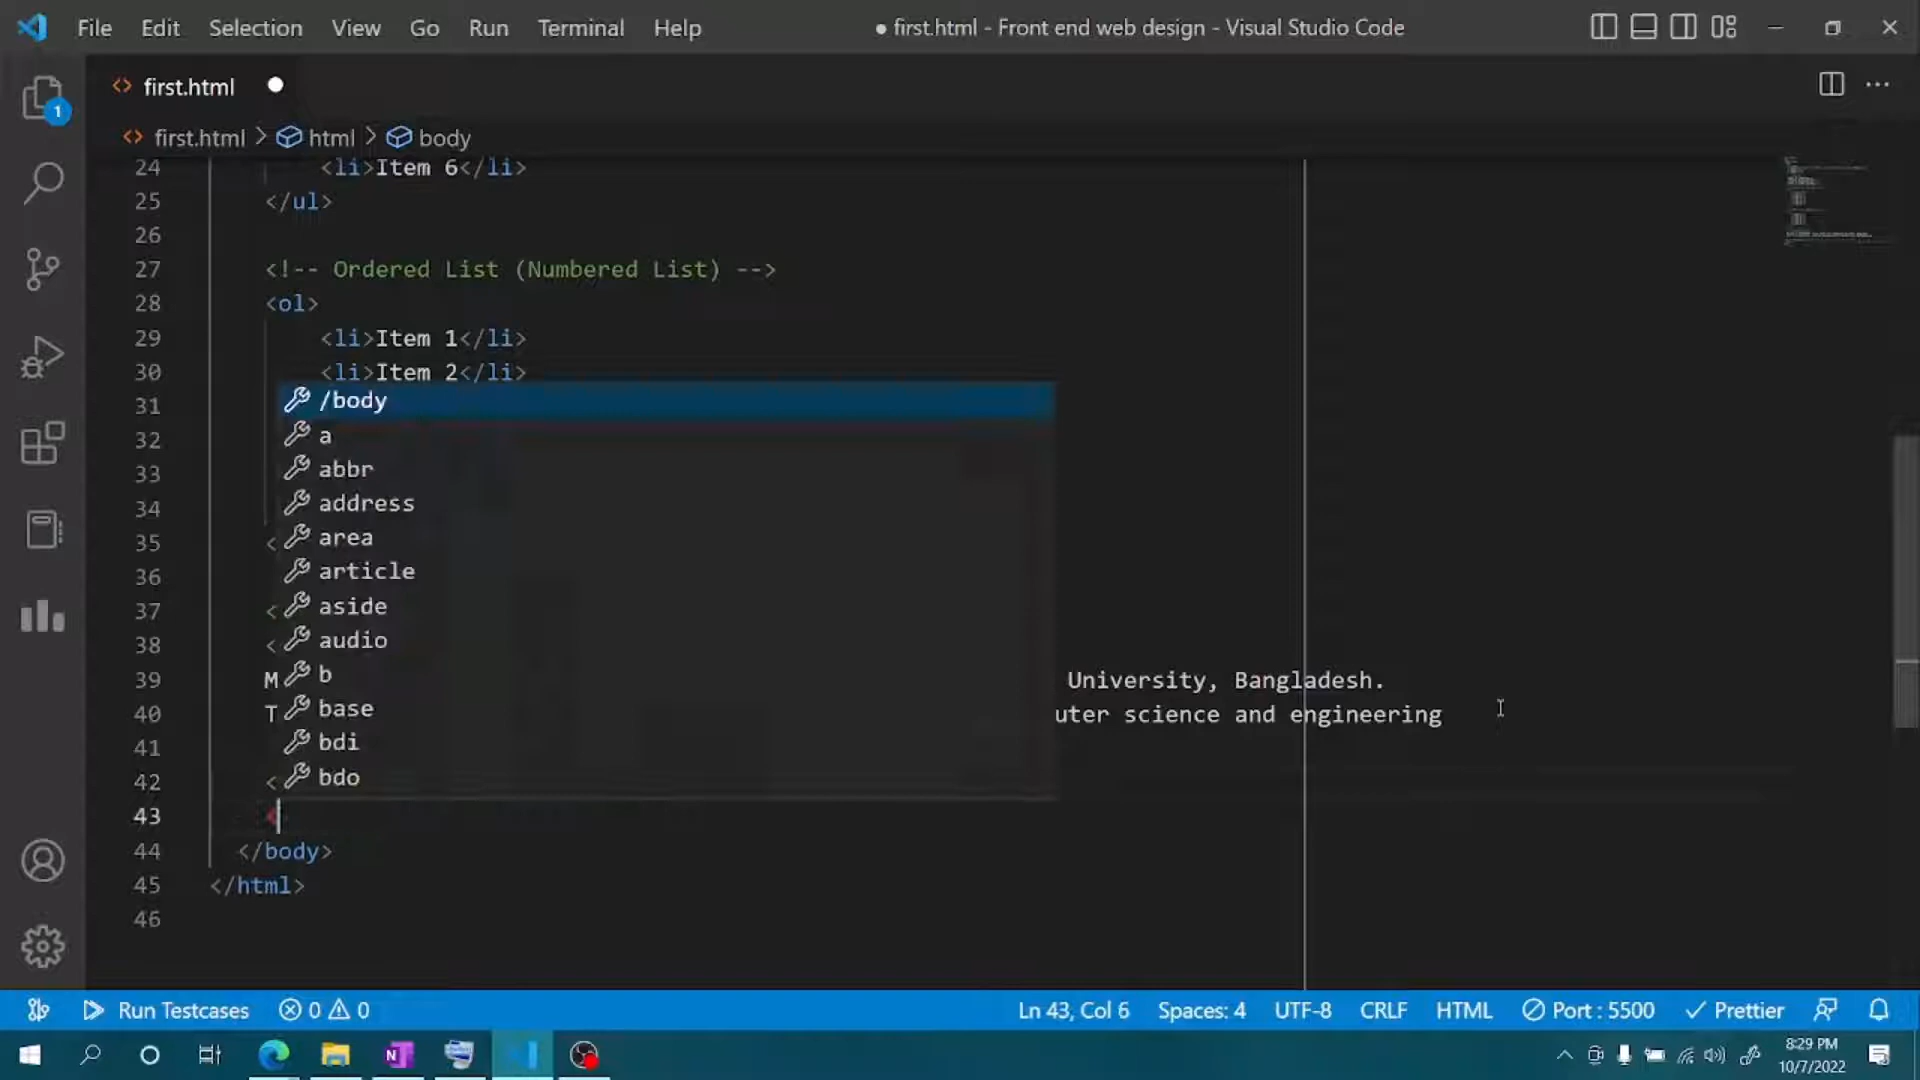 File Edit Selection View Go Run Terminal Help ● first.html - Front end web design - Visual Studio Code
<> first.html ●
<> first.html > html > body
1
24 <li>Item 6</li>
25 </ul>
26
27 <!-- Ordered List (Numbered List) -->
28 <ol>
29 <li>Item 1</li>
30 <li>Item 2</li>
31 /body
32 a
33 abbr
34 address
35 < area
36 article
37 < aside
38 < audio
39 M b University, Bangladesh.
40 T base uter science and engineering
41 bdi
42 < bdo
43 <
44 </body>
45 </html>
46
Run Testcases 0 0 Ln 43, Col 6 Spaces: 4 UTF-8 CRLF HTML Port : 5500 Prettier
8:29 PM
10/7/2022